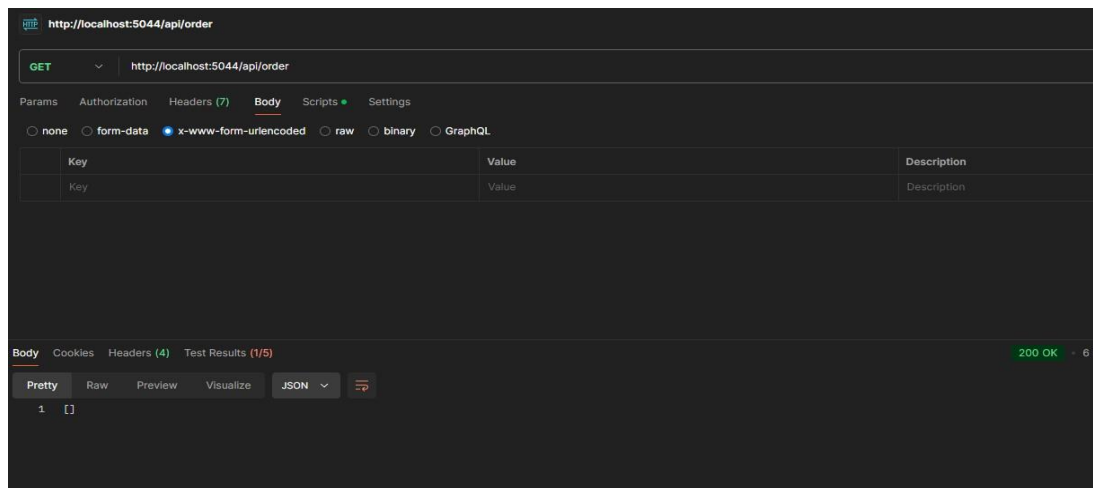 HTTP http://localhost:5044/api/order
GET http://localhost:5044/api/order
Params Authorization Headers (7) Body Scripts Settings
none form-data x-www-form-urlencoded raw binary GraphQL
Key Value Description
Key Value Description
Body Cookies Headers (4) Test Results (1/5) 200 OK 6
Pretty Raw Preview Visualize JSON
1 []